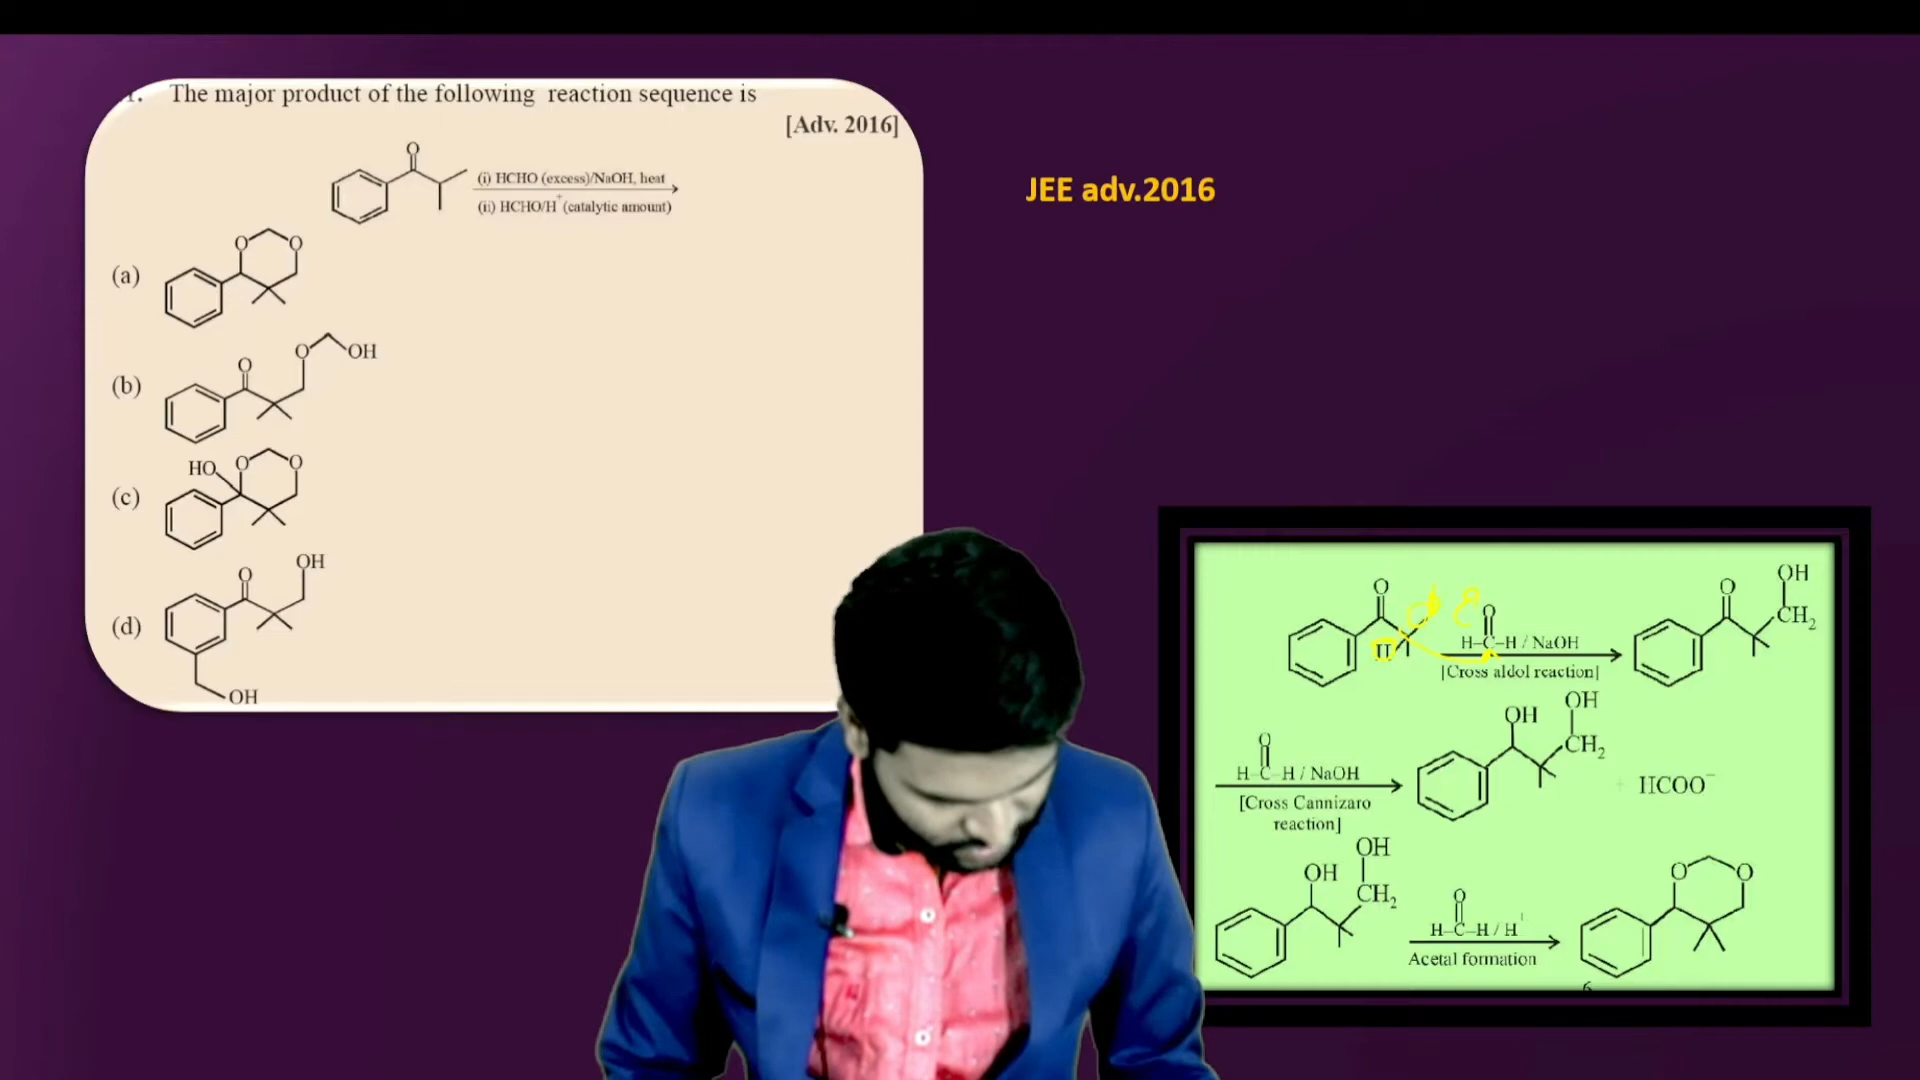 1. The major product of the following reaction sequence is
[Adv. 2016]
O
(i) HCHO (excess)/NaOH, heat
(ii) HCHO/H+ (catalytic amount)
(a)
O O
(b)
O
O OH
(c)
HO O O
(d)
O OH
OH
JEE adv.2016
O
H
O
H–C–H / NaOH
[Cross aldol reaction]
O OH
CH2
O
H–C–H / NaOH
[Cross Cannizaro
reaction]
OH OH
CH2
+ HCOO−
OH OH
CH2
O
H–C–H / H+
Acetal formation
O O